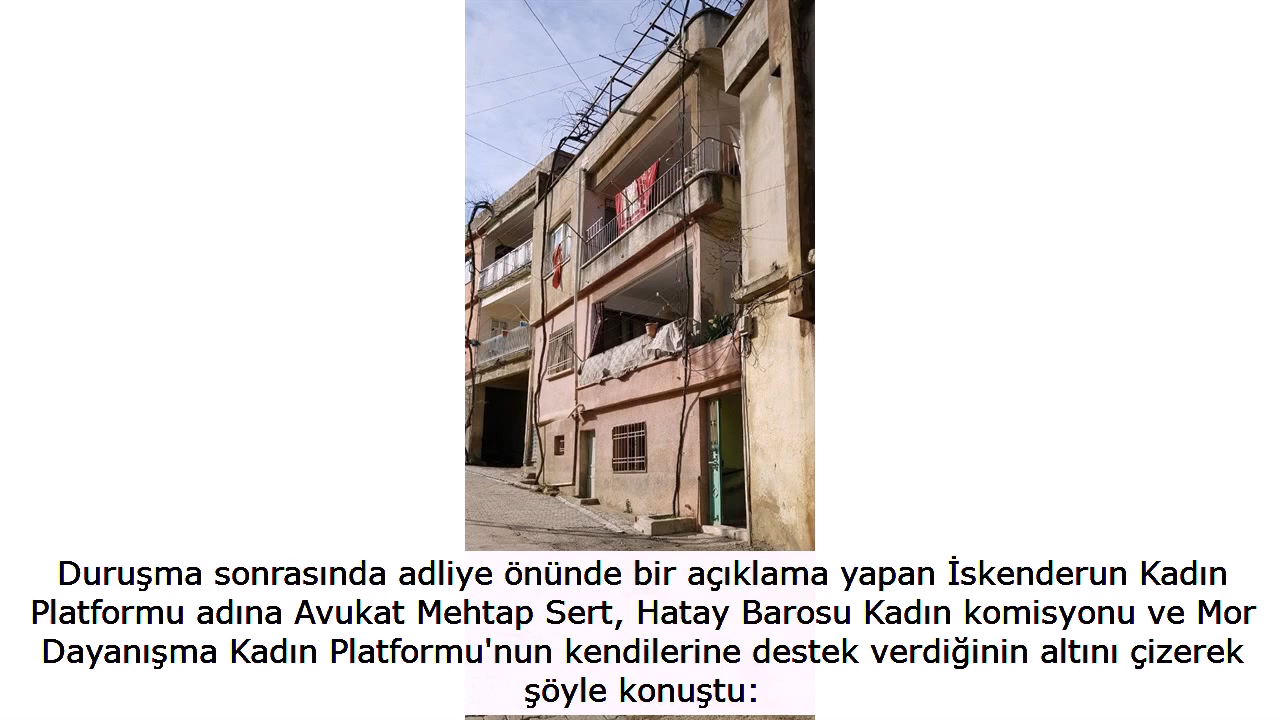 Duruşma sonrasında adliye önünde bir açıklama yapan İskenderun Kadın
Platformu adına Avukat Mehtap Sert, Hatay Barosu Kadın komisyonu ve Mor
Dayanışma Kadın Platformu'nun kendilerine destek verdiğinin altını çizerek
şöyle konuştu: